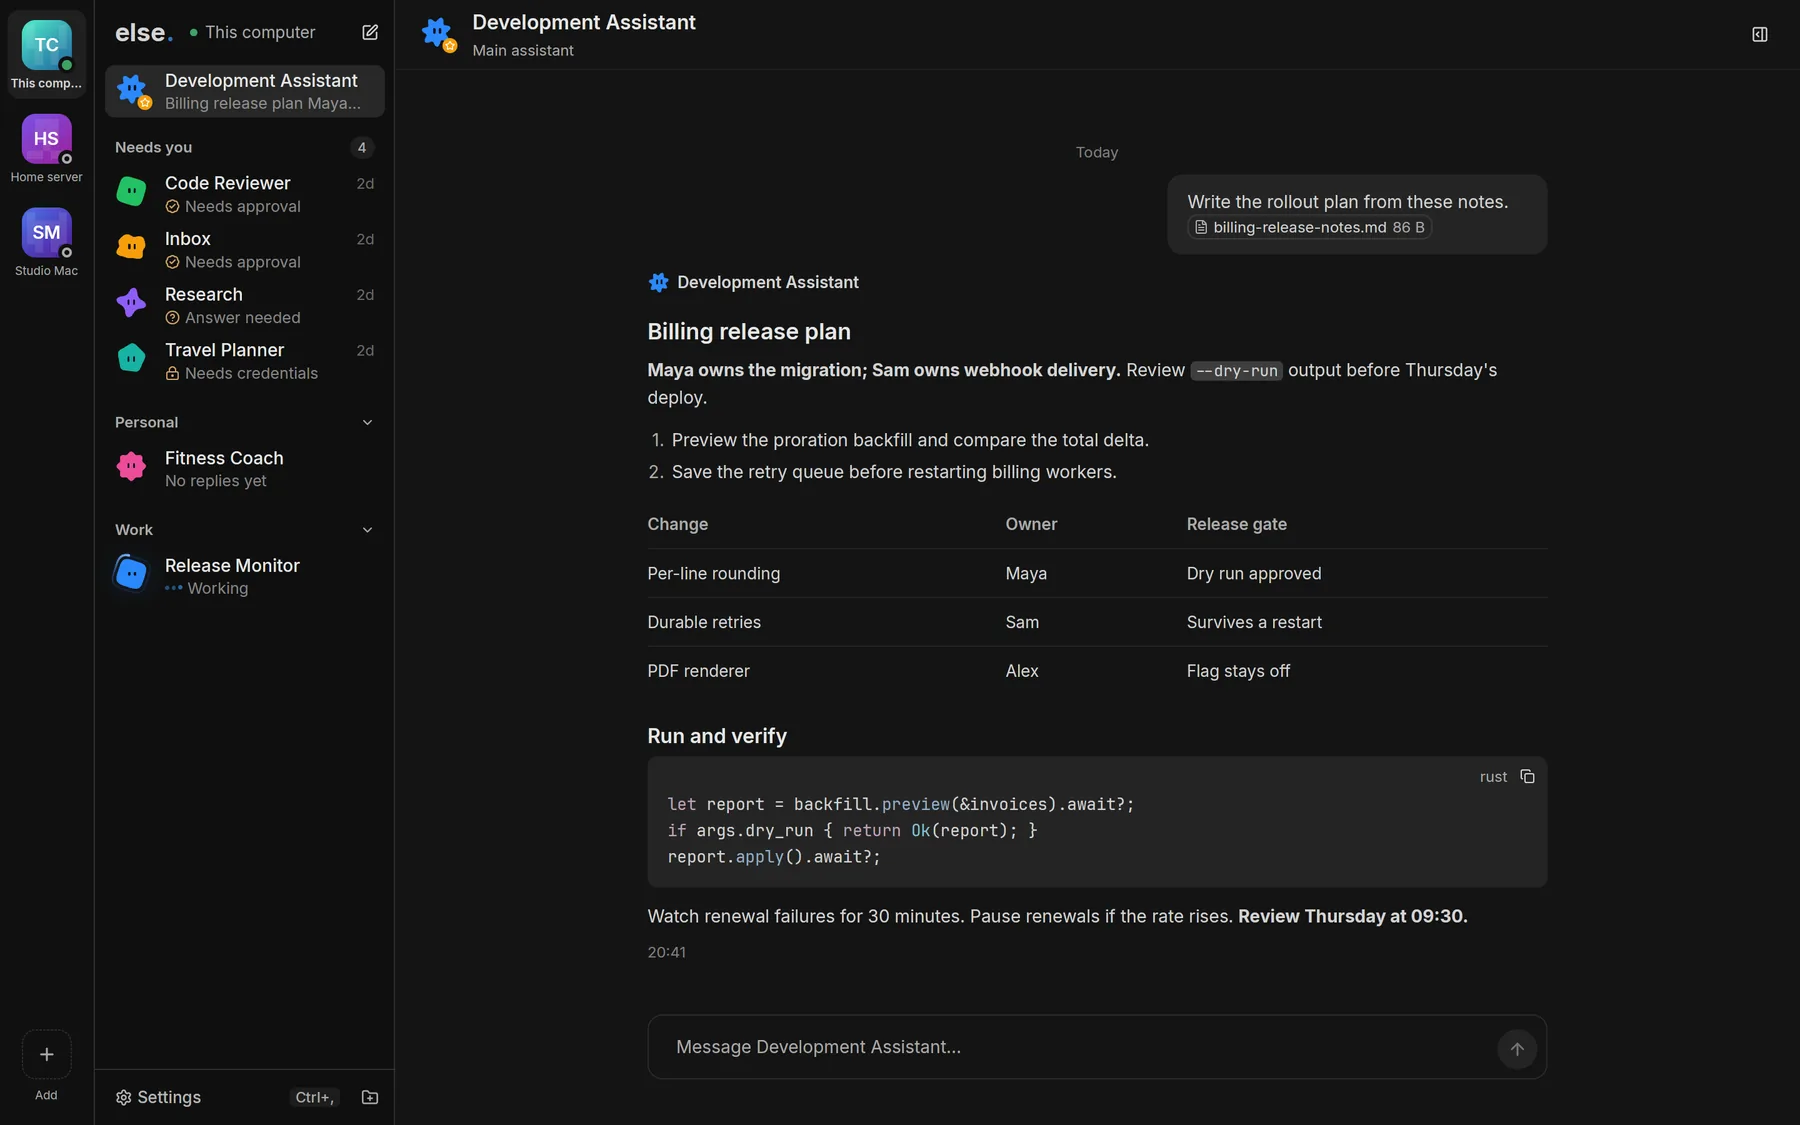 TC
This comp...
HS
Home server
SM
Studio Mac
Add
else.
This computer
Development Assistant
Billing release plan Maya...
Needs you
4
Code Reviewer
2d
Needs approval
Inbox
2d
Needs approval
Research
2d
Answer needed
Travel Planner
2d
Needs credentials
Personal
Fitness Coach
No replies yet
Work
Release Monitor
Working
Settings
Ctrl+,
Development Assistant
Main assistant
Today
Write the rollout plan from these notes.
billing-release-notes.md 86 B
Development Assistant
Billing release plan
Maya owns the migration; Sam owns webhook delivery. Review --dry-run output before Thursday's
deploy.
1. Preview the proration backfill and compare the total delta.
2. Save the retry queue before restarting billing workers.
Change Owner Release gate
Per-line rounding Maya Dry run approved
Durable retries Sam Survives a restart
PDF renderer Alex Flag stays off
Run and verify
rust
let report = backfill.preview(&invoices).await?;
if args.dry_run { return Ok(report); }
report.apply().await?;
Watch renewal failures for 30 minutes. Pause renewals if the rate rises. Review Thursday at 09:30.
20:41
Message Development Assistant...